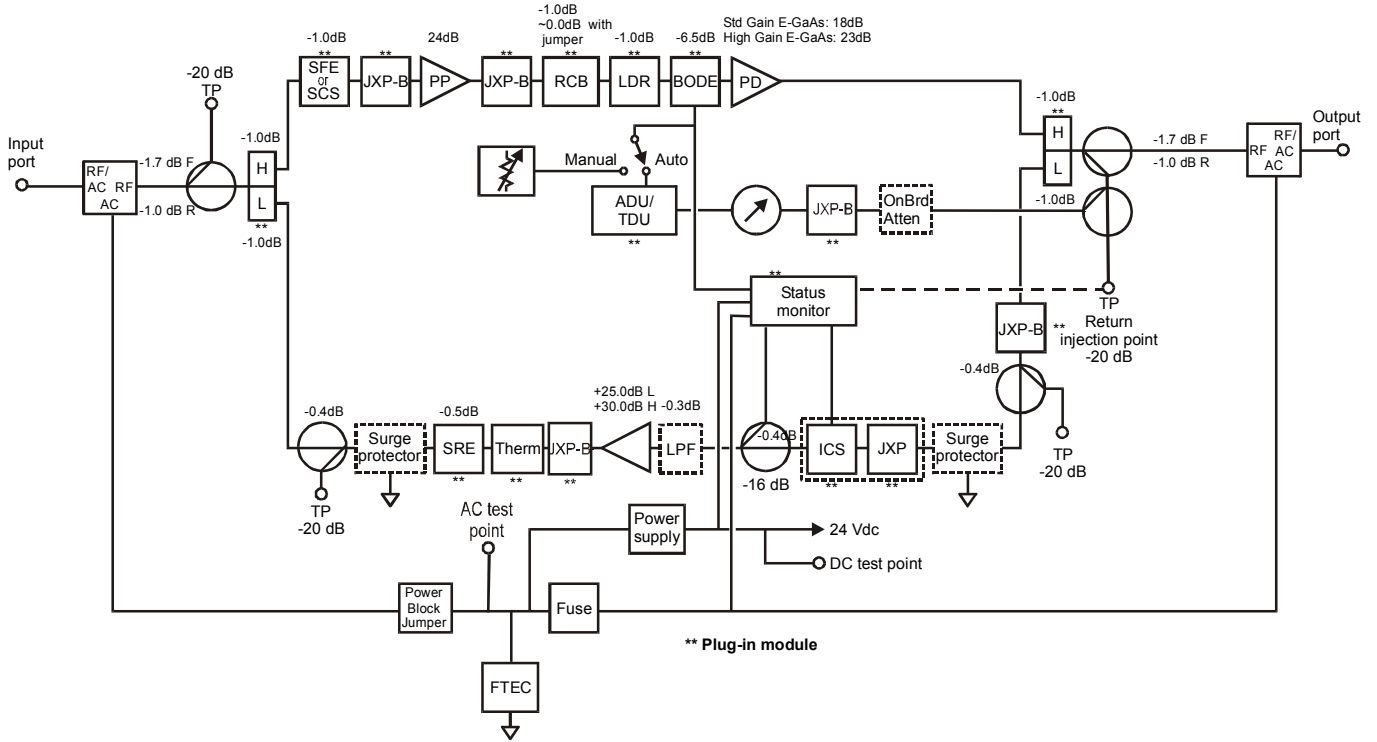 -1.0dB
~0.0dB with
jumper
Std Gain E-GaAs: 18dB
High Gain E-GaAs: 23dB
-1.0dB
24dB
-1.0dB
-6.5dB
**
**
**
**
**
**
SFE
or
SCS
JXP-B
PP
JXP-B
RCB
LDR
BODE
PD
-20 dB
TP
-1.0dB
**
-1.0dB
**
Input
port
RF/
AC RF
AC
-1.7 dB F
-1.0 dB R
H
L
**
-1.0dB
H
L
-1.7 dB F
-1.0 dB R
RF/
RF AC
AC
Output
port
Manual
Auto
ADU/
TDU
**
JXP-B
**
OnBrd
Atten
-1.0dB
**
Status
monitor
TP
Return
injection point
-20 dB
JXP-B
**
-0.4dB
TP
-20 dB
-0.4dB
TP
-20 dB
Surge
protector
-0.5dB
SRE
**
Therm
**
JXP-B
**
+25.0dB L
+30.0dB H
-0.3dB
LPF
-0.4dB
-16 dB
ICS
**
JXP
**
Surge
protector
AC test
point
Power
supply
24 Vdc
DC test point
Power
Block
Jumper
Fuse
FTEC
** Plug-in module